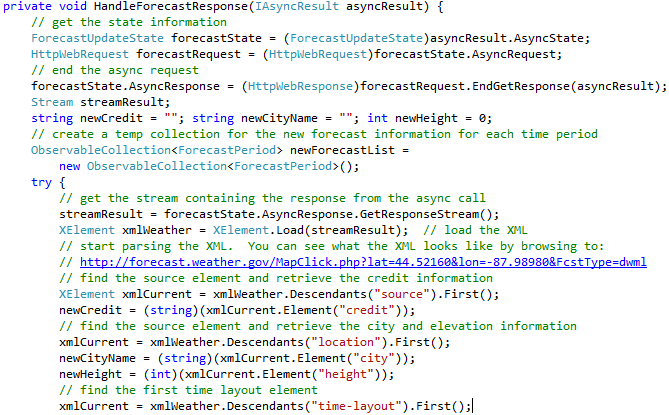 private void HandleForecastResponse(IAsyncResult asyncResult) {
// get the state information
ForecastUpdateState forecastState = (ForecastUpdateState)asyncResult.AsyncState;
HttpWebRequest forecastRequest = (HttpWebRequest)forecastState.AsyncRequest;
// end the async request
forecastState.AsyncResponse = (HttpWebResponse)forecastRequest.EndGetResponse(asyncResult);
Stream streamResult;
string newCredit = ""; string newCityName = ""; int newHeight = 0;
// create a temp collection for the new forecast information for each time period
ObservableCollection<ForecastPeriod> newForecastList =
new ObservableCollection<ForecastPeriod>();
try {
// get the stream containing the response from the async call
streamResult = forecastState.AsyncResponse.GetResponseStream();
XElement xmlWeather = XElement.Load(streamResult);  // load the XML
// start parsing the XML.  You can see what the XML looks like by browsing to:
// http://forecast.weather.gov/MapClick.php?lat=44.52160&lon=-87.98980&FcstType=dwml
// find the source element and retrieve the credit information
XElement xmlCurrent = xmlWeather.Descendants("source").First();
newCredit = (string)(xmlCurrent.Element("credit"));
// find the source element and retrieve the city and elevation information
xmlCurrent = xmlWeather.Descendants("location").First();
newCityName = (string)(xmlCurrent.Element("city"));
newHeight = (int)(xmlCurrent.Element("height"));
// find the first time layout element
xmlCurrent = xmlWeather.Descendants("time-layout").First();